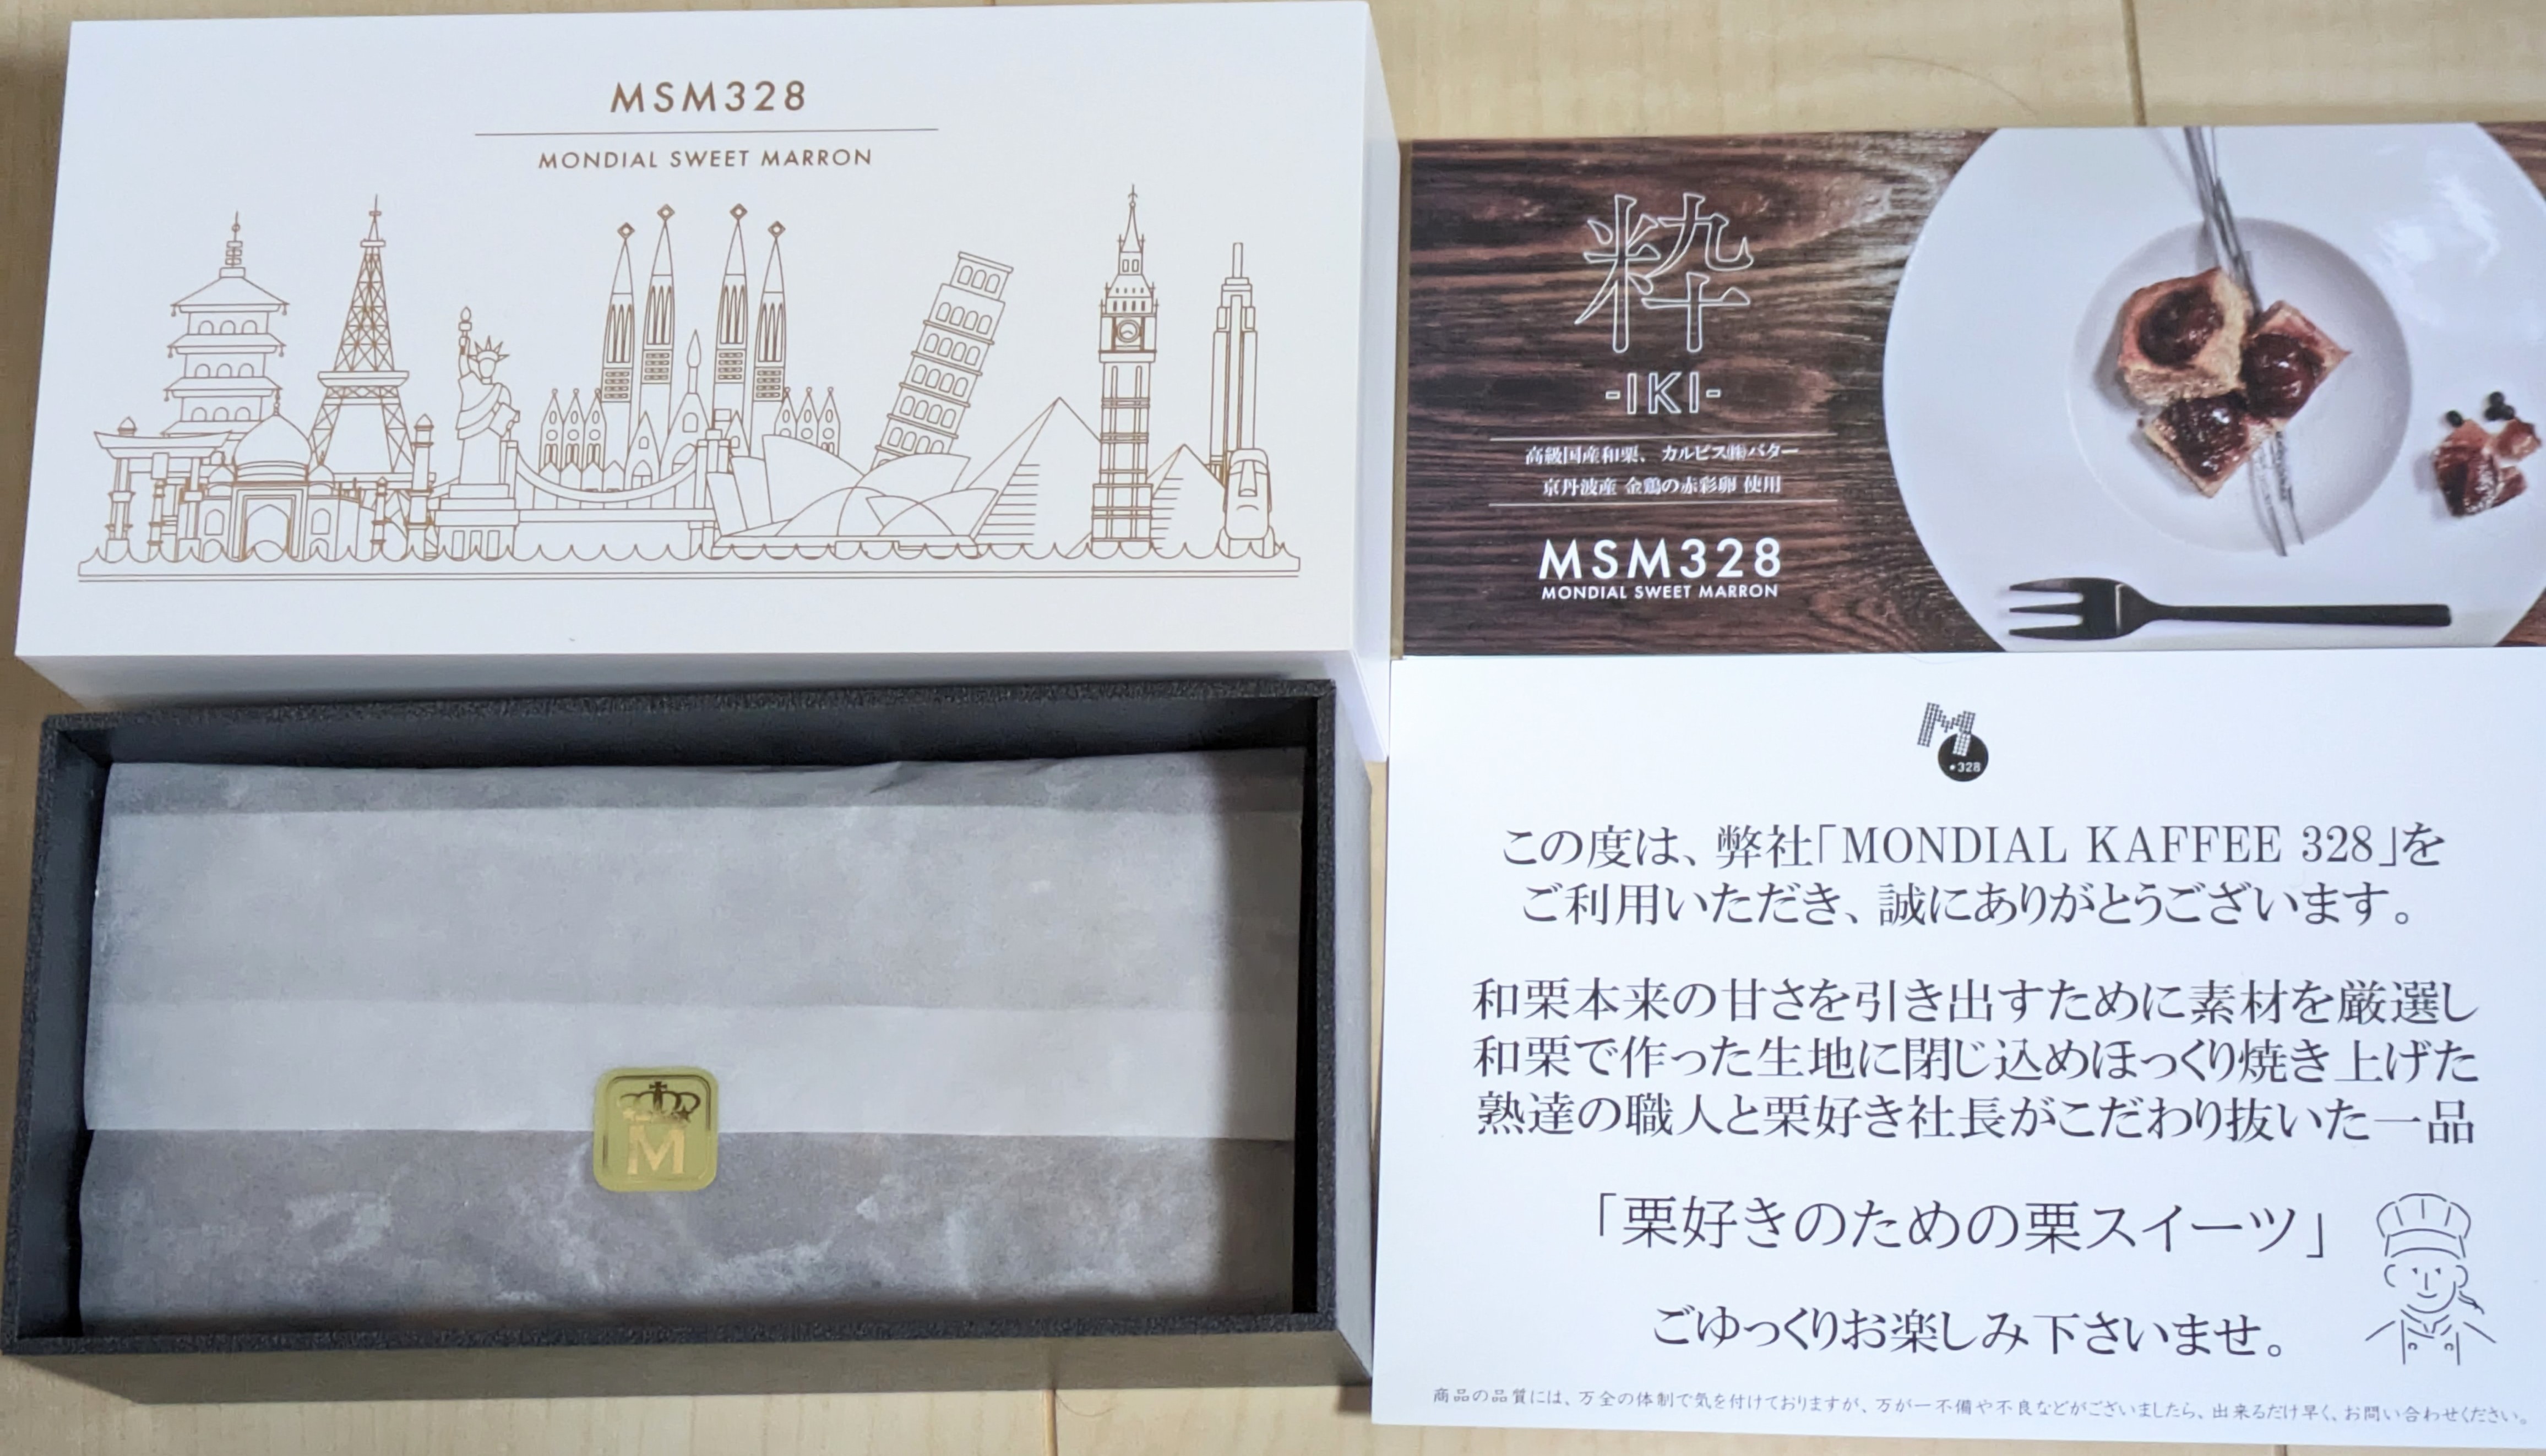 MSM328
MONDIAL SWEET MARRON
粋
-IKI-
高級国産和栗、カルピス㈱バター
京丹波産 金鶏の赤彩卵 使用
MSM328
MONDIAL SWEET MARRON
M
M
•328
この度は、弊社「MONDIAL KAFFEE 328」を
ご利用いただき、誠にありがとうございます。
和栗本来の甘さを引き出すために素材を厳選し
和栗で作った生地に閉じ込めほっくり焼き上げた
熟達の職人と栗好き社長がこだわり抜いた一品
「栗好きのための栗スイーツ」
ごゆっくりお楽しみ下さいませ。
商品の品質には、万全の体制で気を付けておりますが、万が一不備や不良などがございましたら、出来るだけ早く、お問い合わせください。